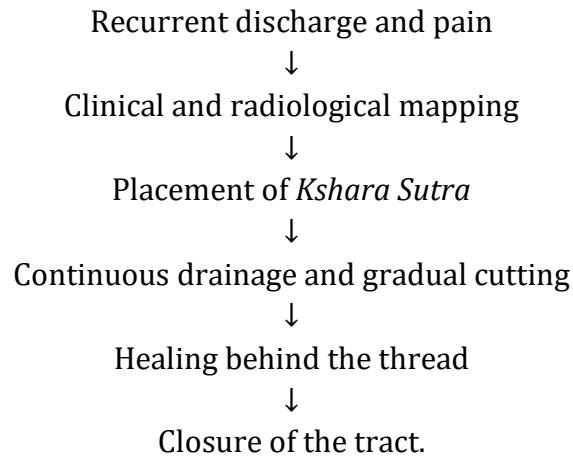 Recurrent discharge and pain
↓
Clinical and radiological mapping
↓
Placement of Kshara Sutra
↓
Continuous drainage and gradual cutting
↓
Healing behind the thread
↓
Closure of the tract.